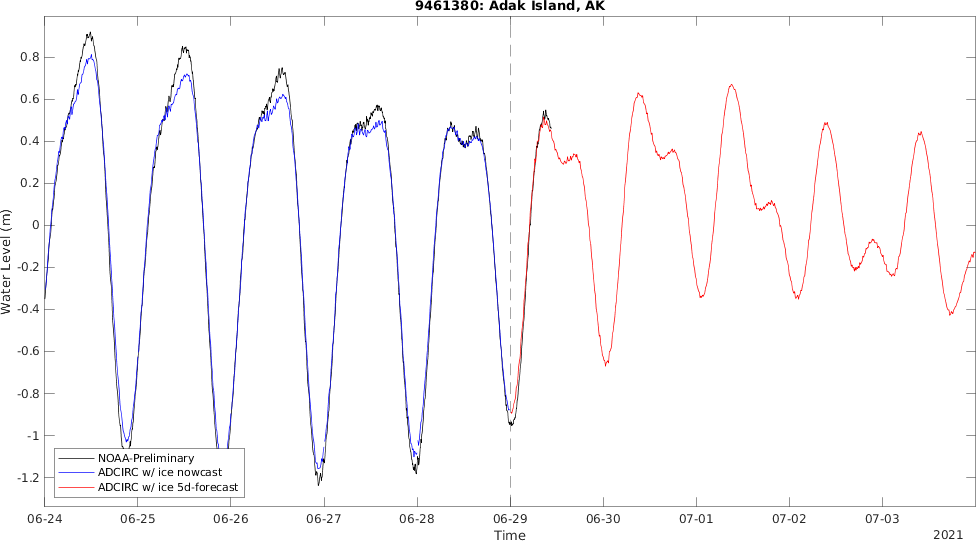 9461380: Adak Island, AK
Water Level (m)
0.8
0.6
0.4
0.2
0
-0.2
-0.4
-0.6
-0.8
-1
-1.2
NOAA-Preliminary
ADCIRC w/ ice nowcast
ADCIRC w/ ice 5d-forecast
06-24 06-25 06-26 06-27 06-28 06-29 06-30 07-01 07-02 07-03
Time
2021